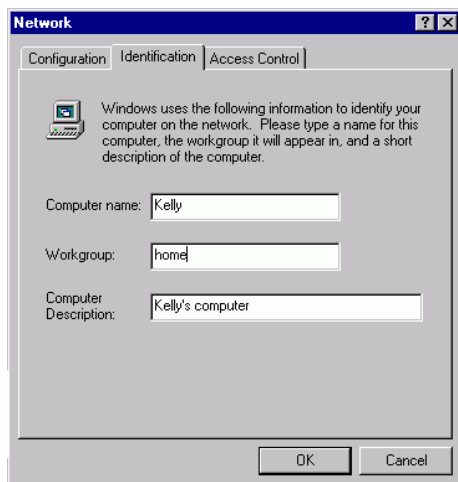 Network
Configuration Identification Access Control
Windows uses the following information to identify your
computer on the network. Please type a name for this
computer, the workgroup it will appear in, and a short
description of the computer.
Computer name: Kelly
Workgroup: home
Computer
Description: Kelly's computer
OK Cancel